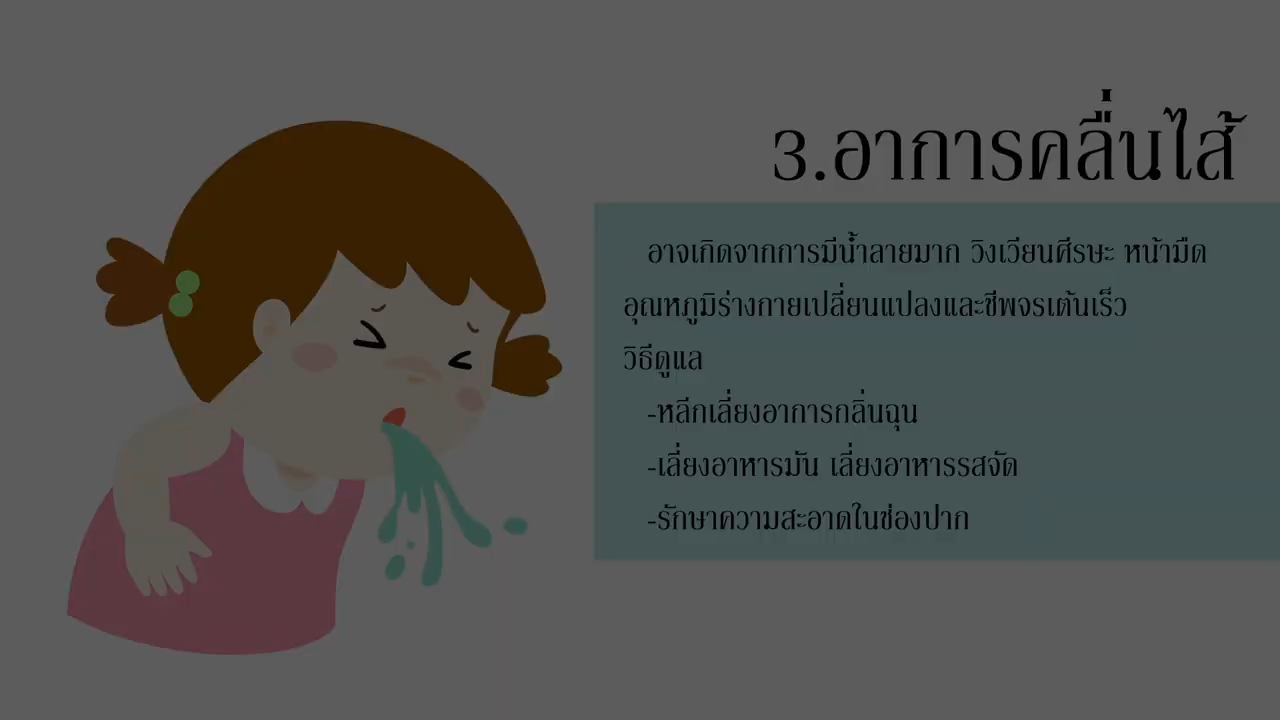 3.อาการคลื่นไส้
อาจเกิดจากการมีน้ำลายมาก วิงเวียนศีรษะ หน้ามืด
อุณหภูมิร่างกายเปลี่ยนแปลงและชีพจรเต้นเร็ว
วิธีดูแล
-หลีกเลี่ยงอาการกลิ่นฉุน
-เลี่ยงอาหารมัน เลี่ยงอาหารรสจัด
-รักษาความสะอาดในช่องปาก